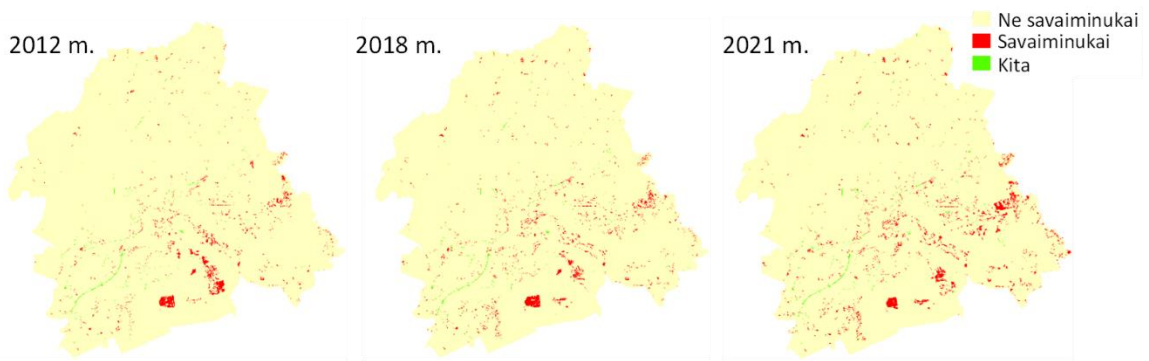 2012 m.
2018 m.
2021 m.
Ne savaiminukai
Savaiminukai
Kita